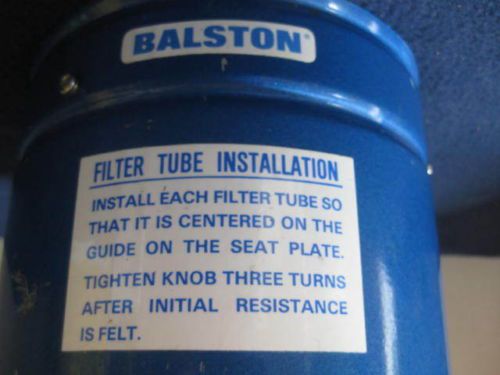 BALSTON®
FILTER TUBE INSTALLATION
INSTALL EACH FILTER TUBE SO
THAT IT IS CENTERED ON THE
GUIDE ON THE SEAT PLATE.
TIGHTEN KNOB THREE TURNS
AFTER INITIAL RESISTANCE
IS FELT.